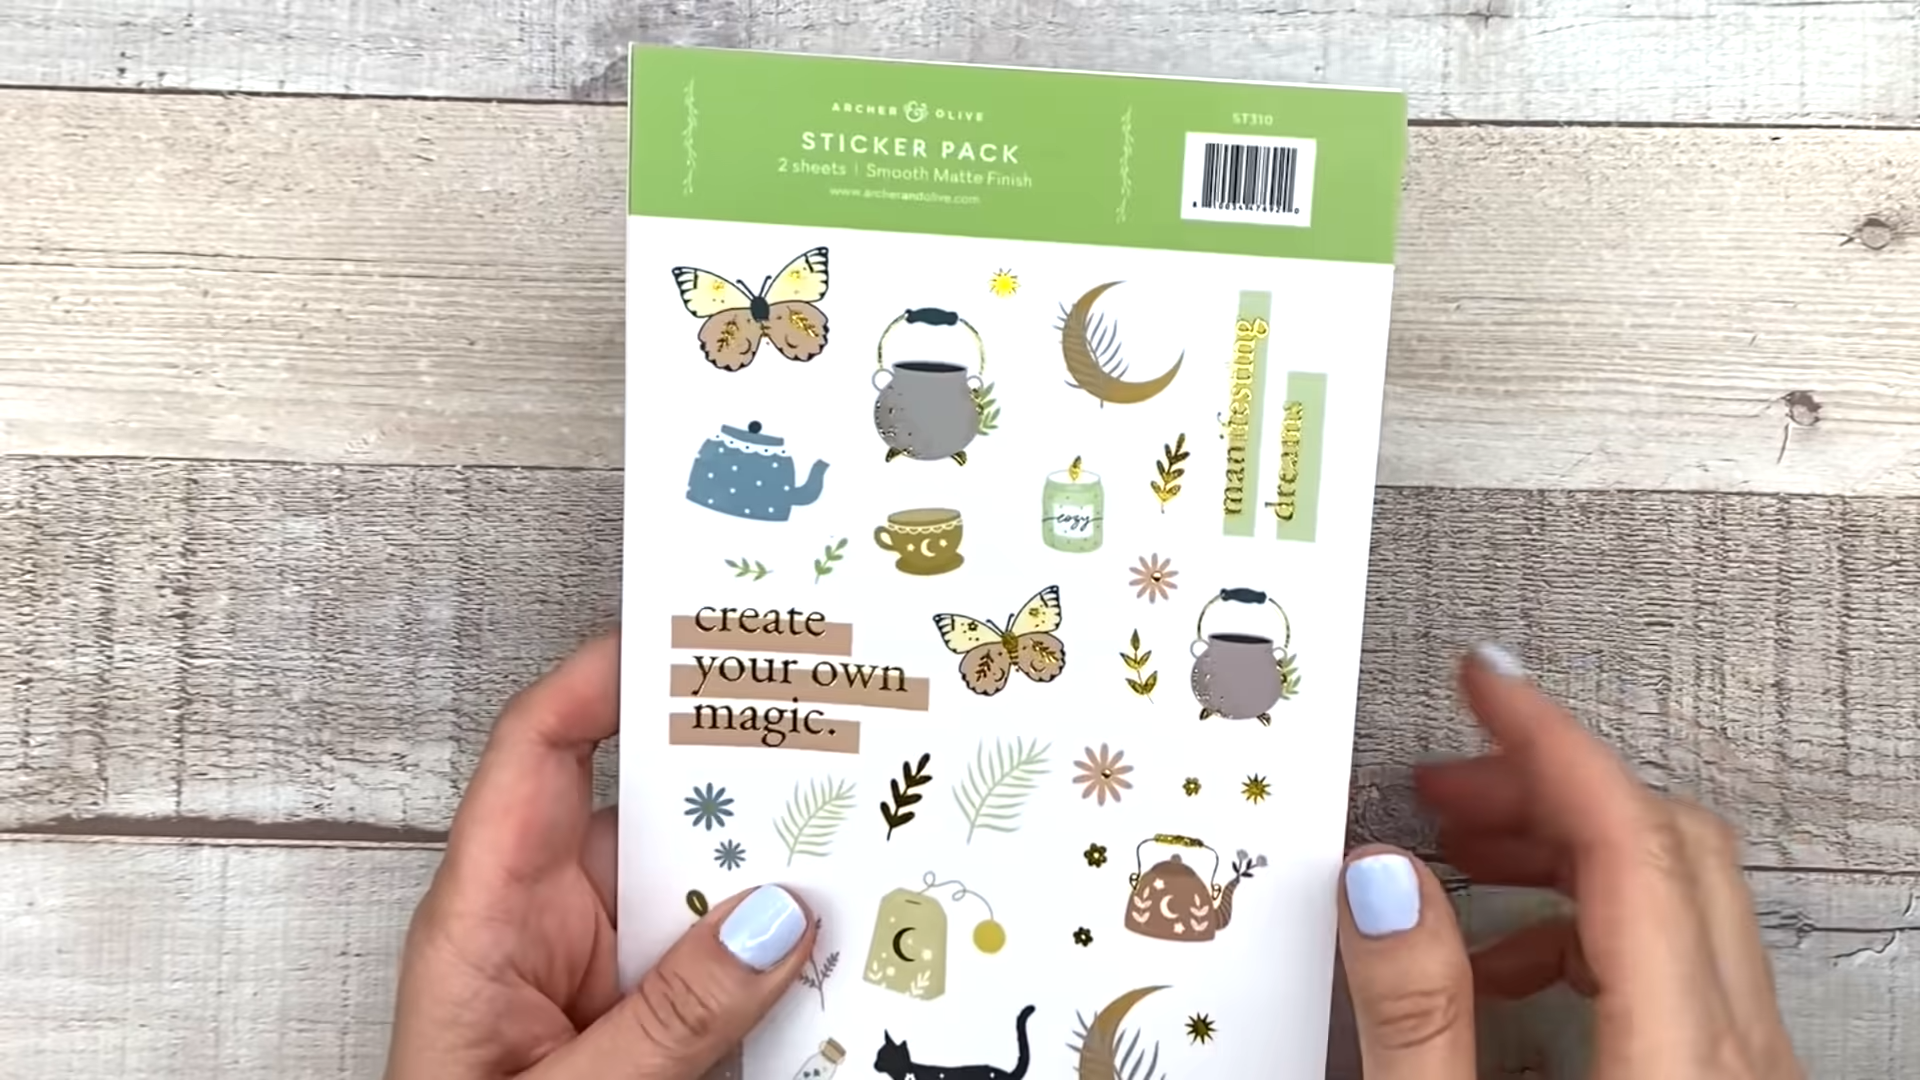 ARCHER & OLIVE
STICKER PACK
2 sheets | Smooth Matte Finish
www.archerandolive.com
ST310
manifesting
dreams
cozy
create
your own
magic.